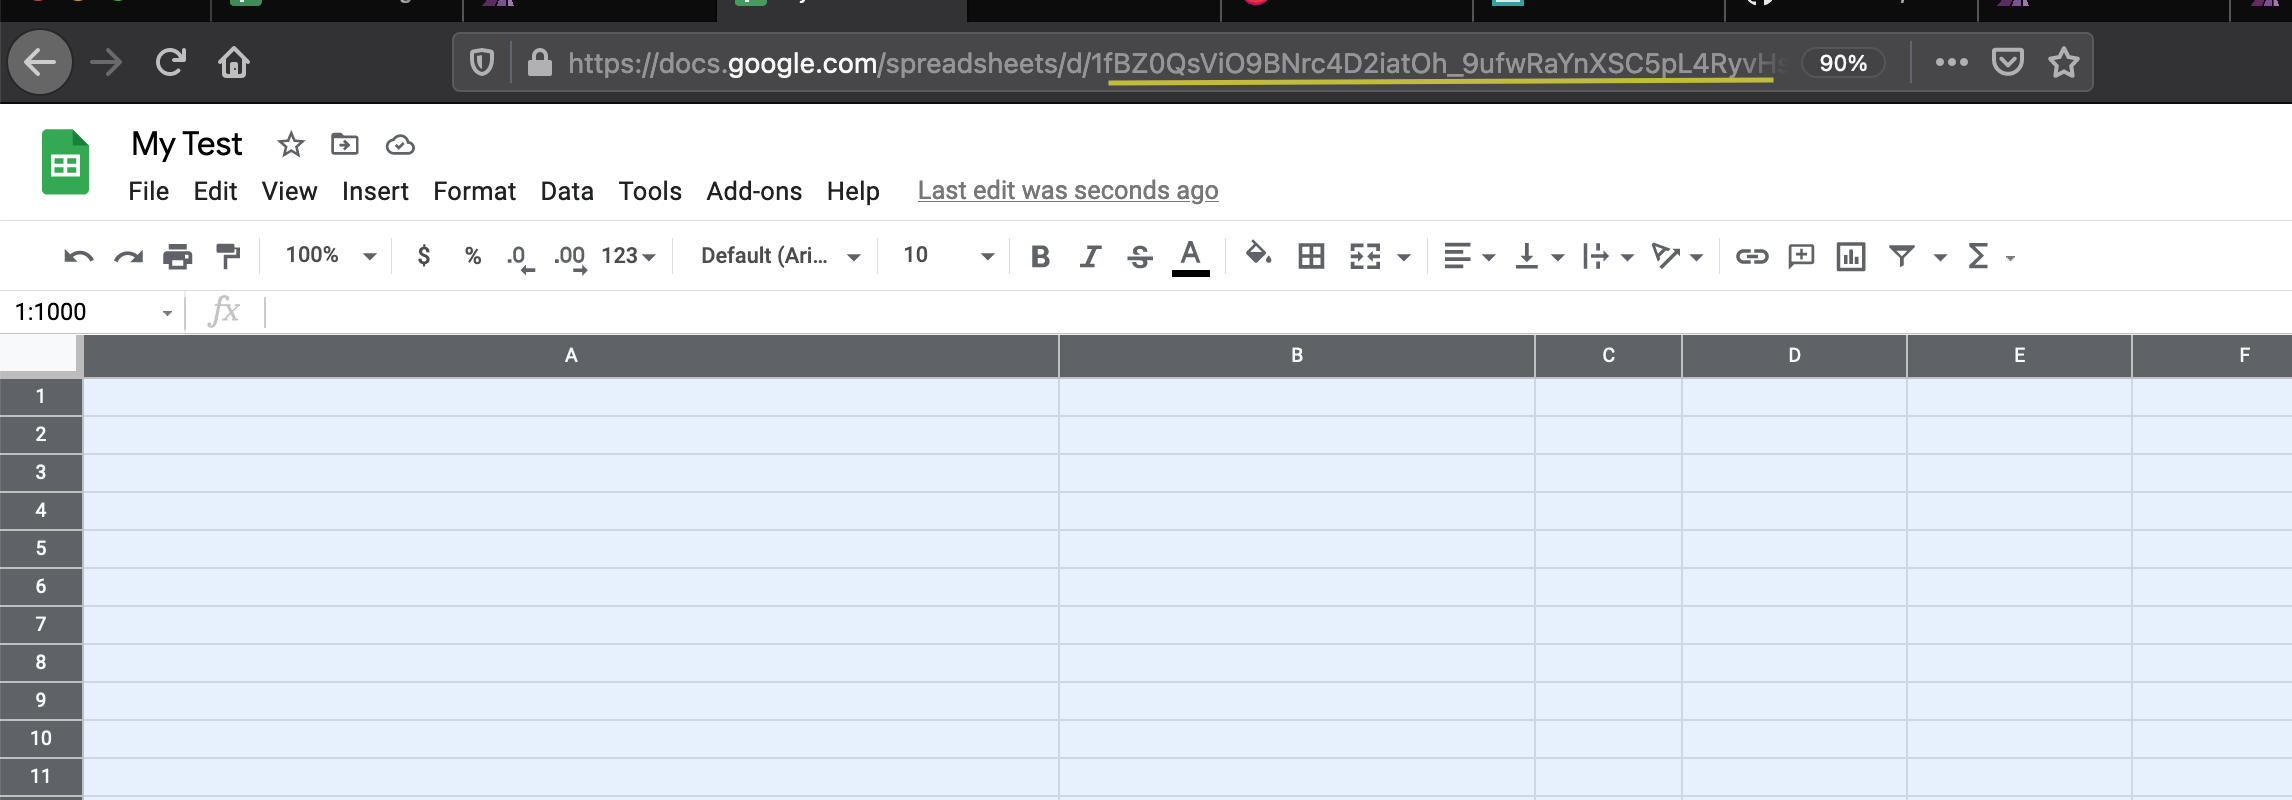 https://docs.google.com/spreadsheets/d/1fBZ0QsViO9BNrc4D2iatOh_9ufwRaYnXSC5pL4RyvHs 90%
My Test
File Edit View Insert Format Data Tools Add-ons Help Last edit was seconds ago
100% $ % .0 .00 123 Default (Ari... 10 B I S A Σ
1:1000 fx
A B C D E F
1
2
3
4
5
6
7
8
9
10
11